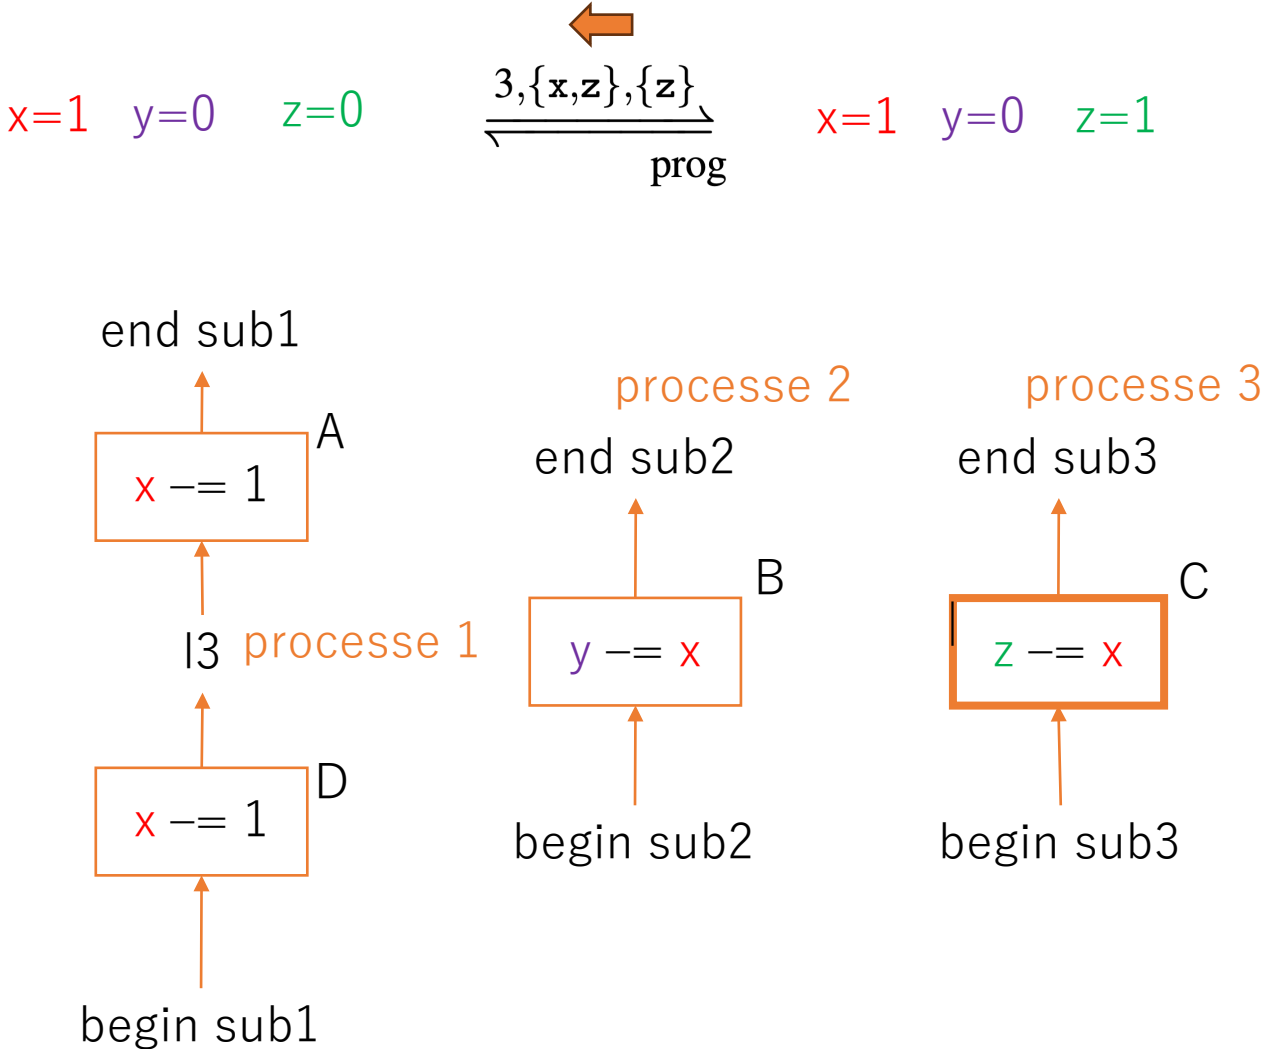 3,{x,z},{z}
x=1 y=0 z=0
x=1 y=0 z=1
prog
end sub1
A
x −= 1
l3 processe 1
D
x −= 1
begin sub1
processe 2
end sub2
B
y −= x
begin sub2
processe 3
end sub3
C
z −= x
begin sub3